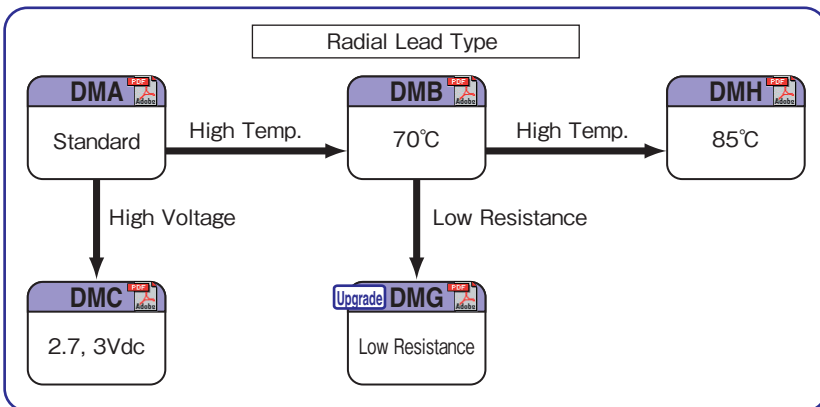 Radial Lead Type
DMA PDF Adobe
Standard
High Temp.
DMB PDF Adobe
70℃
High Temp.
DMH PDF Adobe
85℃
High Voltage
Low Resistance
DMC PDF Adobe
2.7, 3Vdc
Upgrade DMG PDF Adobe
Low Resistance